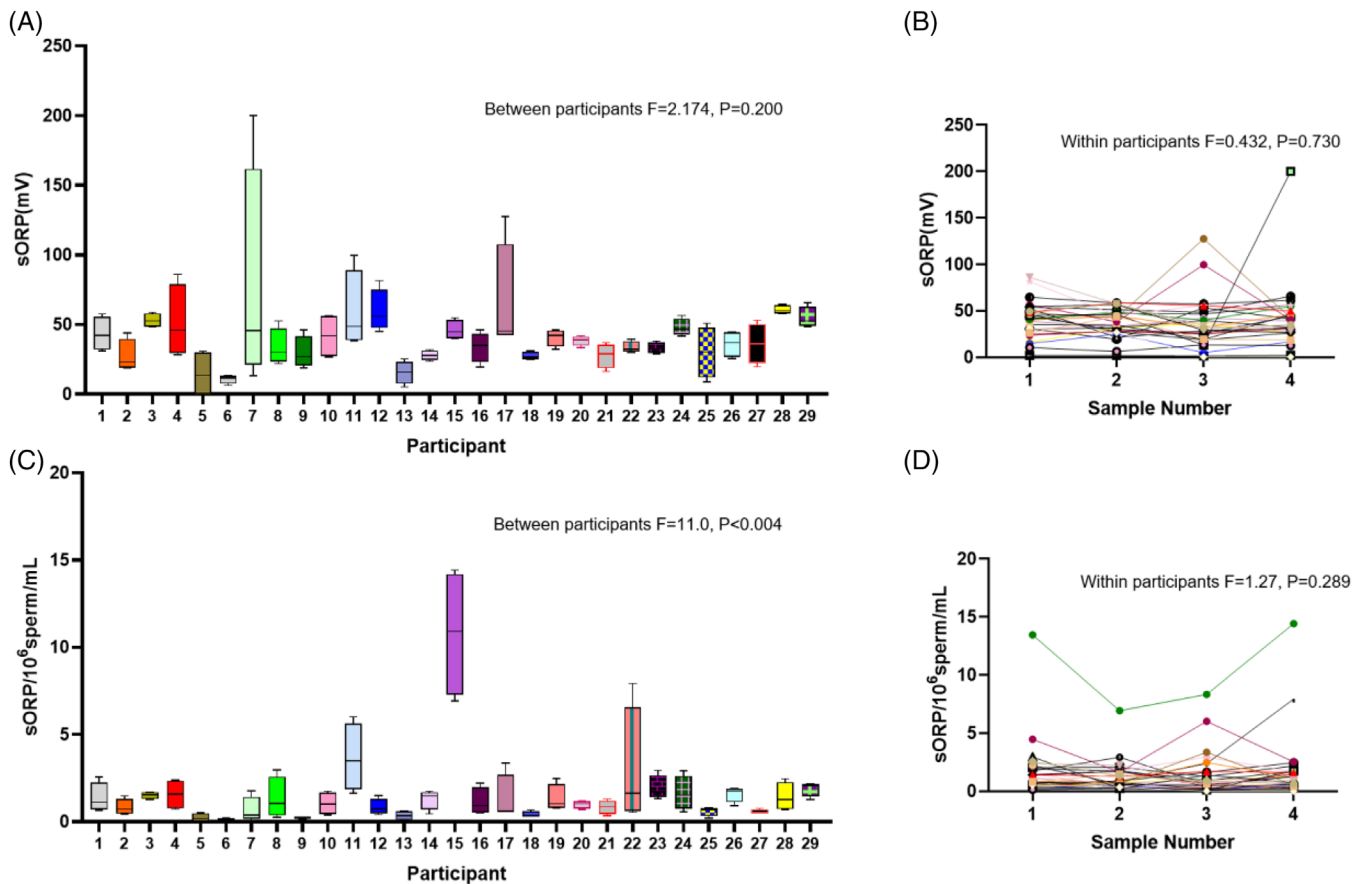 (A)
250
200
150
100
50
0
sORP(mV)
Between participants F=2.174, P=0.200
1 2 3 4 5 6 7 8 9 10 11 12 13 14 15 16 17 18 19 20 21 22 23 24 25 26 27 28 29
Participant
(B)
250
200
150
100
50
0
sORP(mV)
Within participants F=0.432, P=0.730
1 2 3 4
Sample Number
(C)
20
15
10
5
0
sORP/10⁶sperm/mL
Between participants F=11.0, P<0.004
1 2 3 4 5 6 7 8 9 10 11 12 13 14 15 16 17 18 19 20 21 22 23 24 25 26 27 28 29
Participant
(D)
20
15
10
5
0
sORP/10⁶sperm/mL
Within participants F=1.27, P=0.289
1 2 3 4
Sample Number